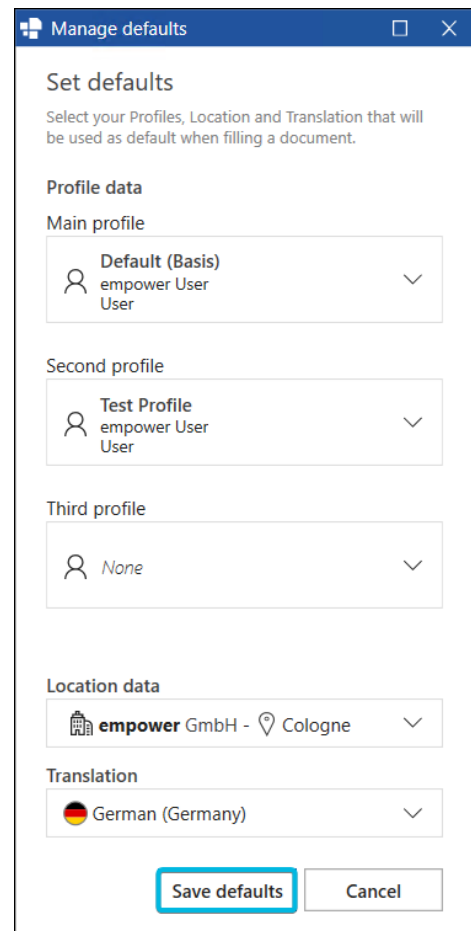 Manage defaults
Set defaults
Select your Profiles, Location and Translation that will
be used as default when filling a document.
Profile data
Main profile
Default (Basis)
empower User
User
Second profile
Test Profile
empower User
User
Third profile
None
Location data
empower GmbH - Cologne
Translation
German (Germany)
Save defaults Cancel